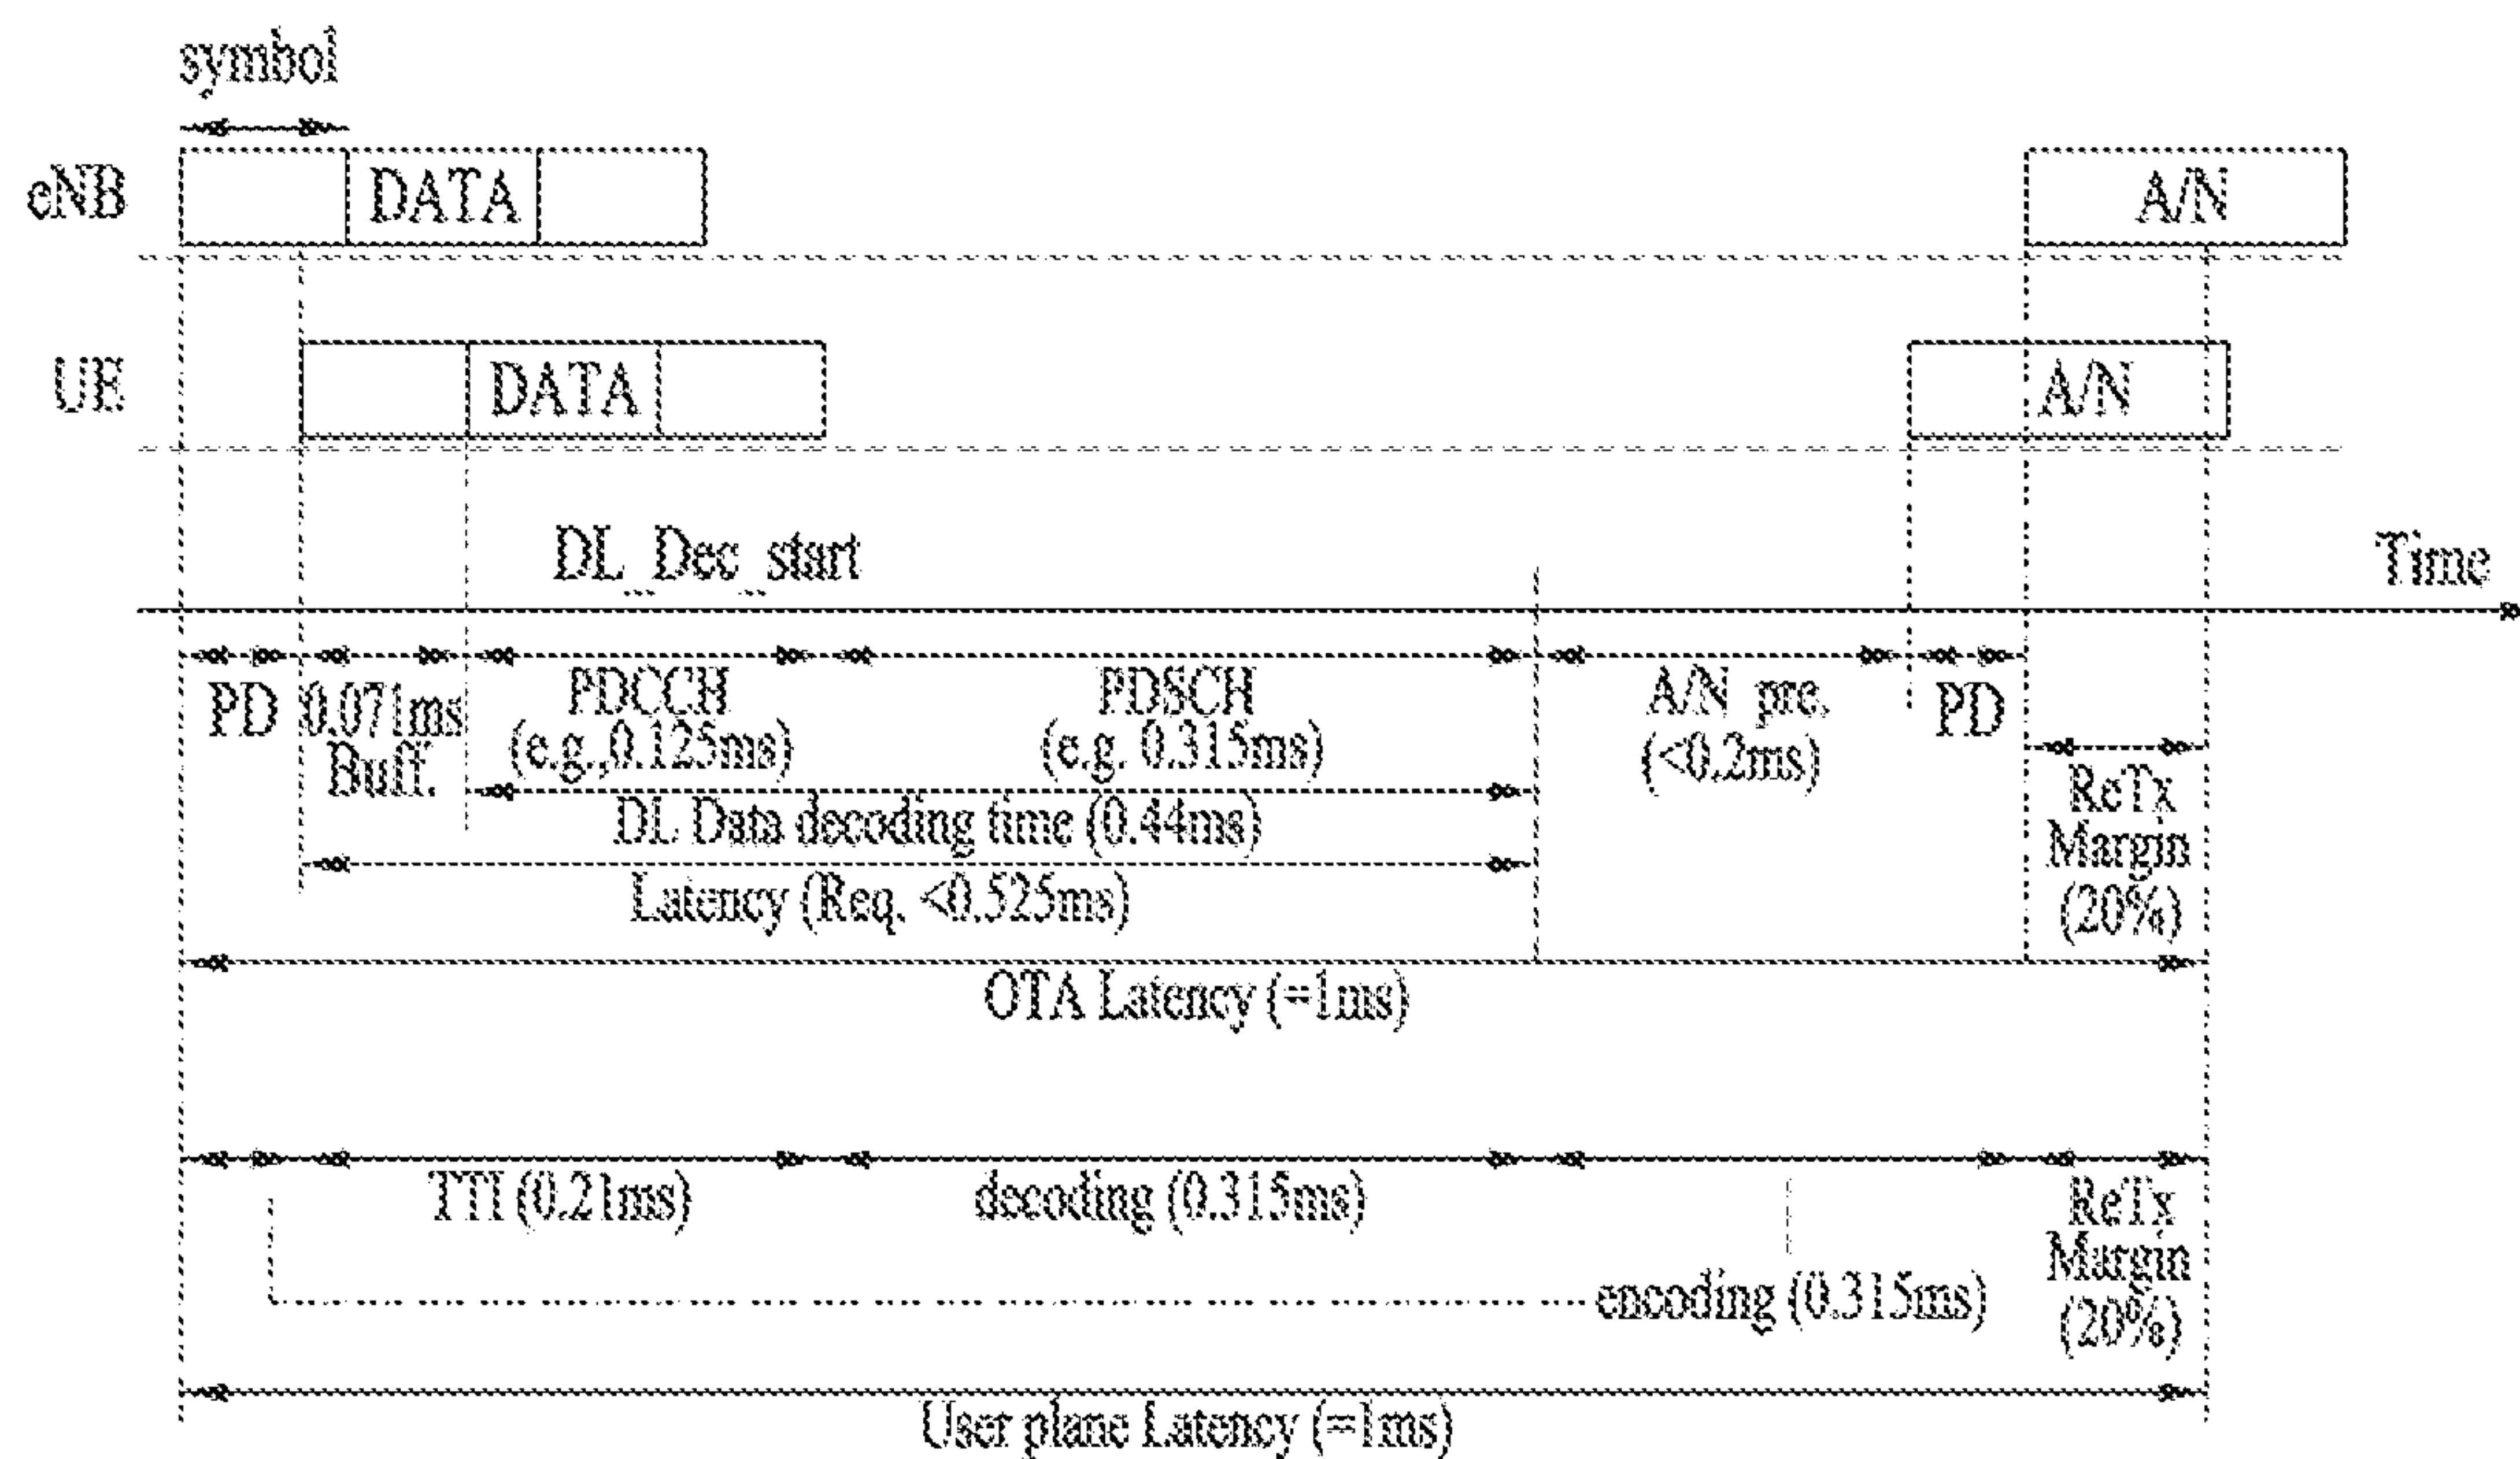 symbol
eNB
DATA
A/N
UE
DATA
A/N
DL_Dec_start
Time
PD
0.071ms
Buff.
PDCCH
(e.g.,0.125ms)
PDSCH
(e.g. 0.315ms)
A/N pre.
(<0.2ms)
PD
ReTx
Margin
(20%)
DL Data decoding time (0.44ms)
Latency (Req. <0.525ms)
OTA Latency (=1ms)
TTI (0.21ms)
decoding (0.315ms)
ReTx
Margin
(20%)
encoding (0.315ms)
User plane Latency (=1ms)